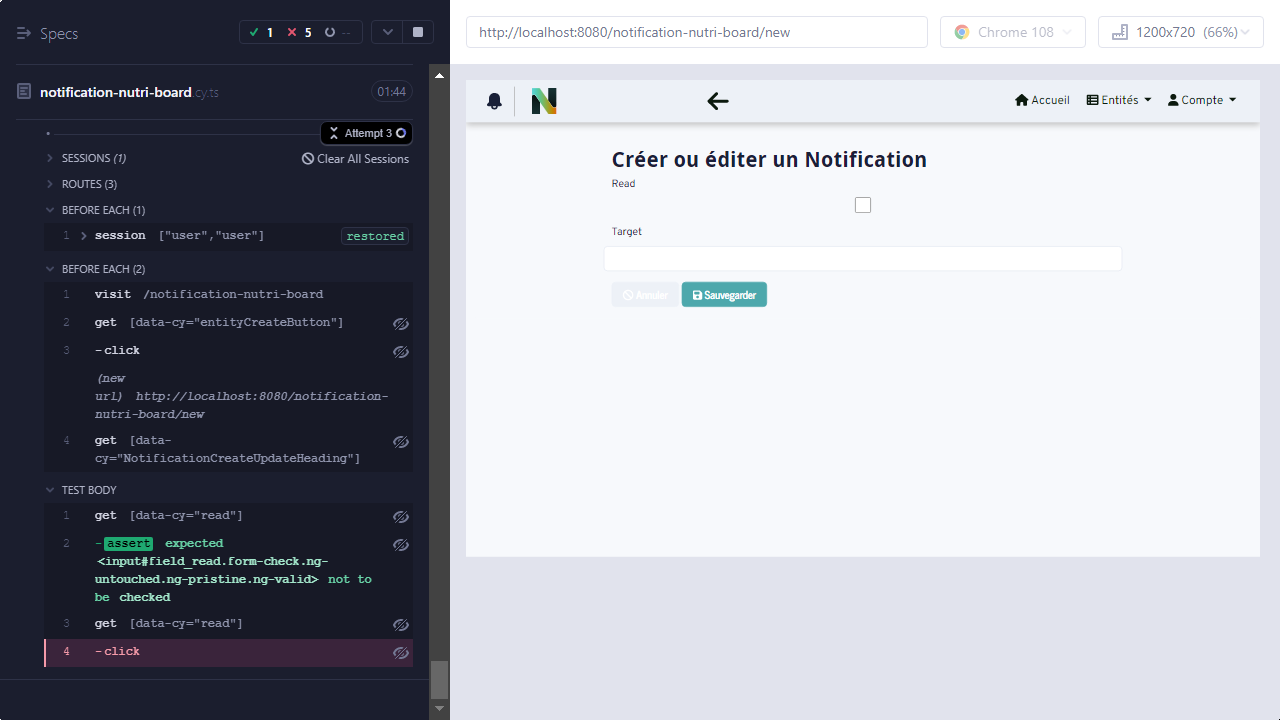 Specs
1
5
--
notification-nutri-board.cy.ts
01:44
Attempt 3
SESSIONS (1)
Clear All Sessions
ROUTES (3)
BEFORE EACH (1)
1 session ["user","user"] restored
BEFORE EACH (2)
1 visit /notification-nutri-board
2 get [data-cy="entityCreateButton"]
3 -click
(new
url) http://localhost:8080/notification-
nutri-board/new
4 get [data-
cy="NotificationCreateUpdateHeading"]
TEST BODY
1 get [data-cy="read"]
2 -assert expected
<input#field_read.form-check.ng-
untouched.ng-pristine.ng-valid> not to
be checked
3 get [data-cy="read"]
4 -click
http://localhost:8080/notification-nutri-board/new
Chrome 108
1200x720 (66%)
N
Accueil
Entités
Compte
Créer ou éditer un Notification
Read
Target
Annuler
Sauvegarder